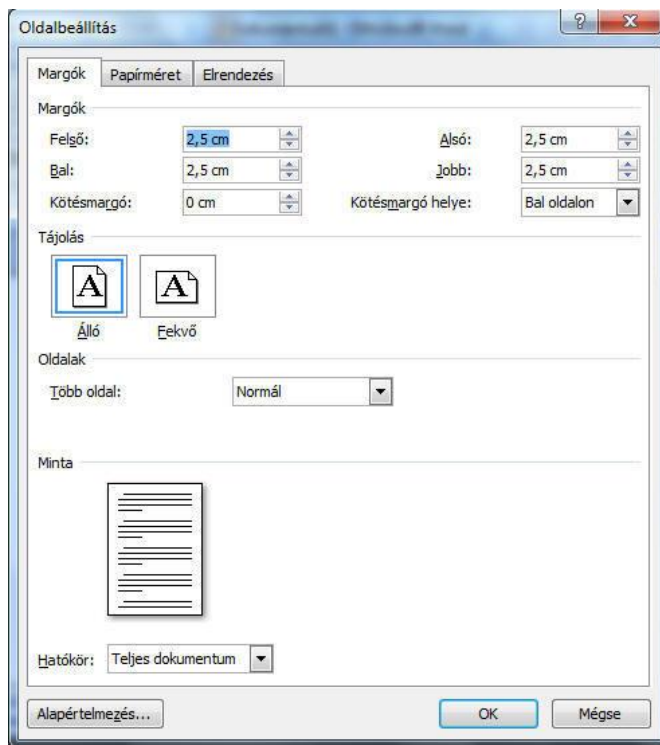 Oldalbeállítás
Margók Papírméret Elrendezés
Margók
Felső: 2,5 cm Alsó: 2,5 cm
Bal: 2,5 cm Jobb: 2,5 cm
Kötésmargó: 0 cm Kötésmargó helye: Bal oldalon
Tájolás
A A
Álló Fekvő
Oldalak
Több oldal: Normál
Minta
Hatókör: Teljes dokumentum
Alapértelmezés... OK Mégse